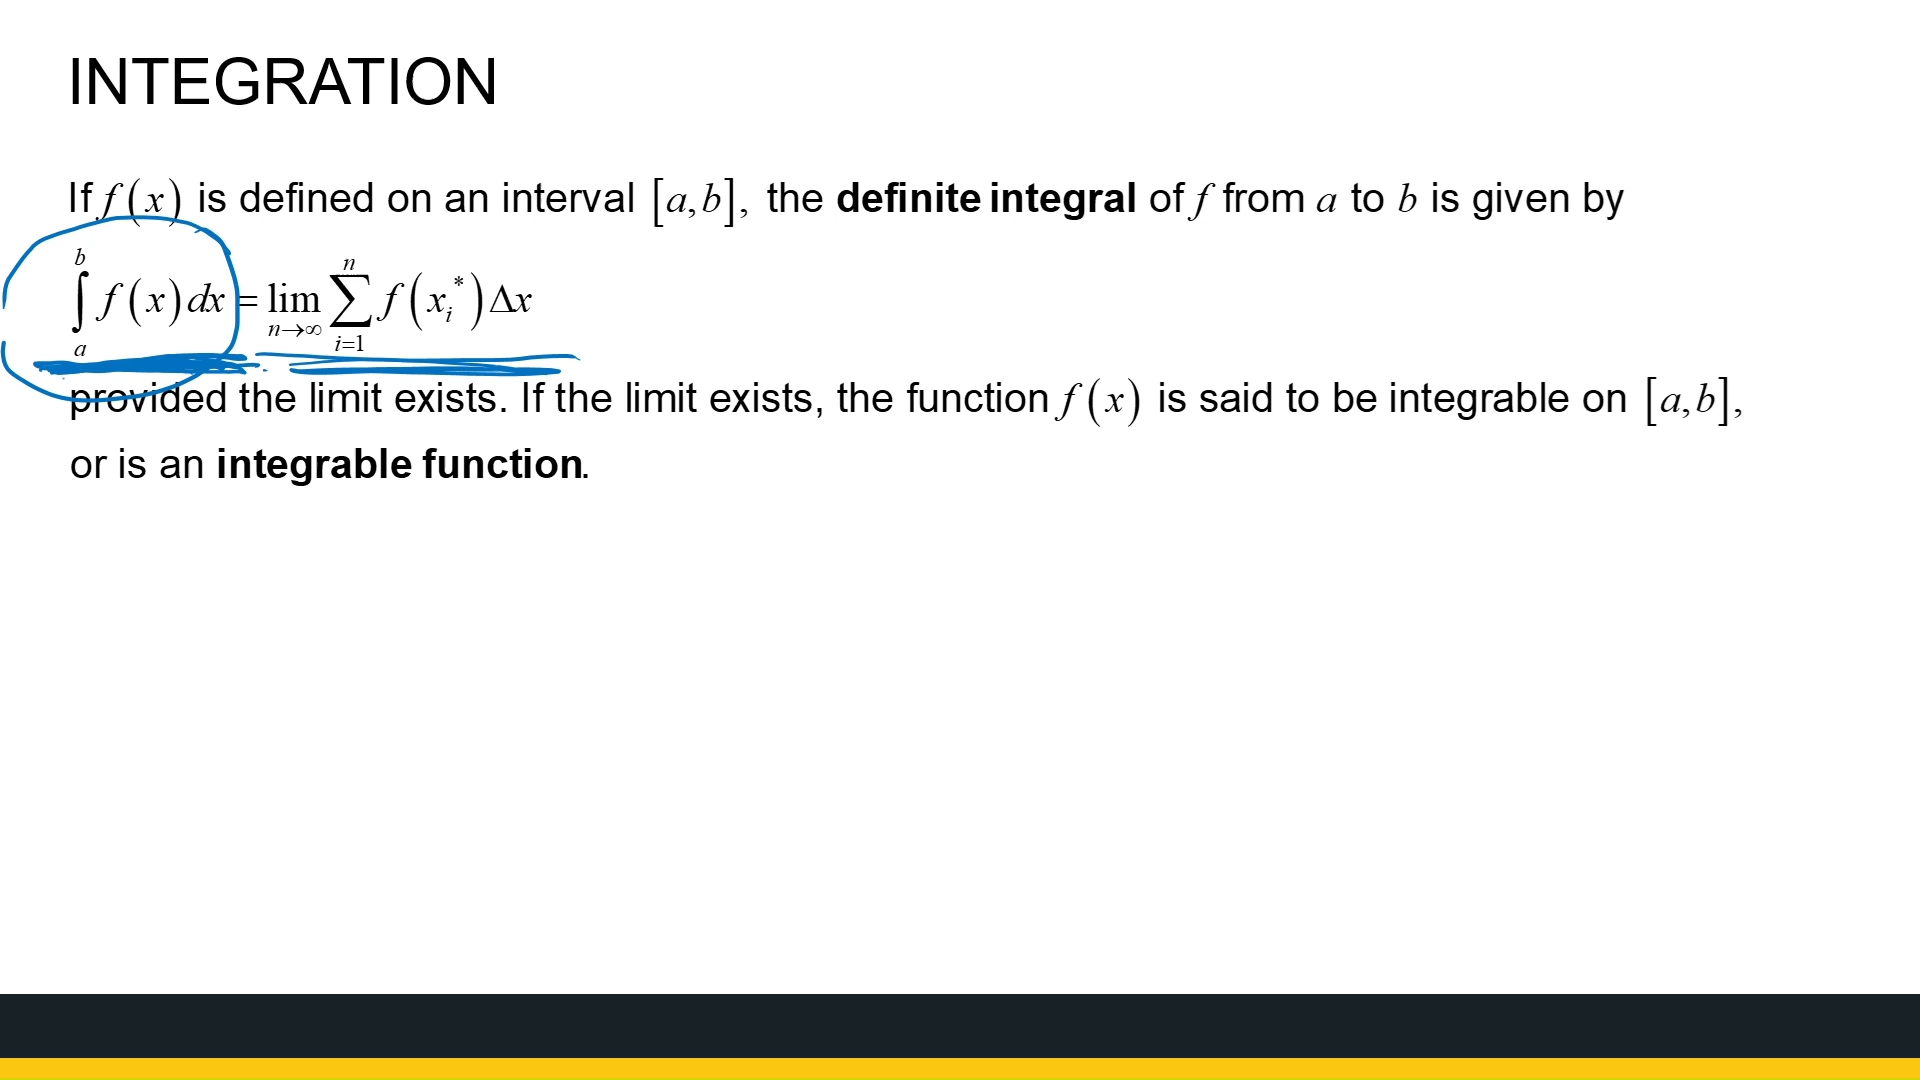 INTEGRATION
If f(x) is defined on an interval [a,b], the definite integral of f from a to b is given by
∫_a^b f(x)dx = lim_{n→∞} ∑_{i=1}^n f(x_i^*)Δx
provided the limit exists. If the limit exists, the function f(x) is said to be integrable on [a,b],
or is an integrable function.